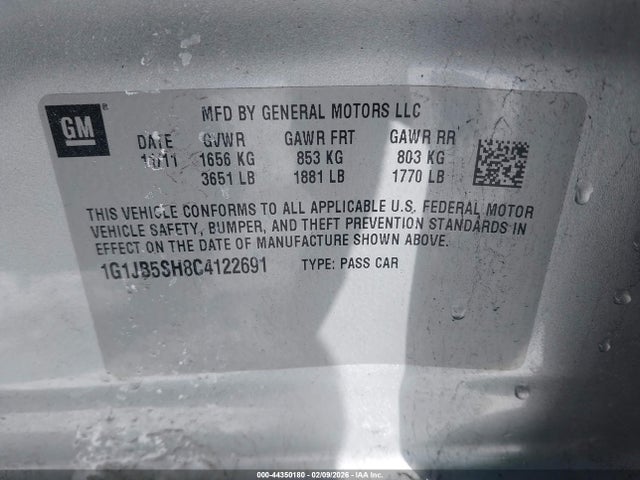 GM ®
MFD BY GENERAL MOTORS LLC
DATE GVWR GAWR FRT GAWR RR
10/11 1656 KG 853 KG 803 KG
3651 LB 1881 LB 1770 LB
THIS VEHICLE CONFORMS TO ALL APPLICABLE U.S. FEDERAL MOTOR
VEHICLE SAFETY, BUMPER, AND THEFT PREVENTION STANDARDS IN
EFFECT ON THE DATE OF MANUFACTURE SHOWN ABOVE.
1G1JB5SH8C4122691 TYPE: PASS CAR
000-44350180 - 02/09/2026 - IAA Inc.